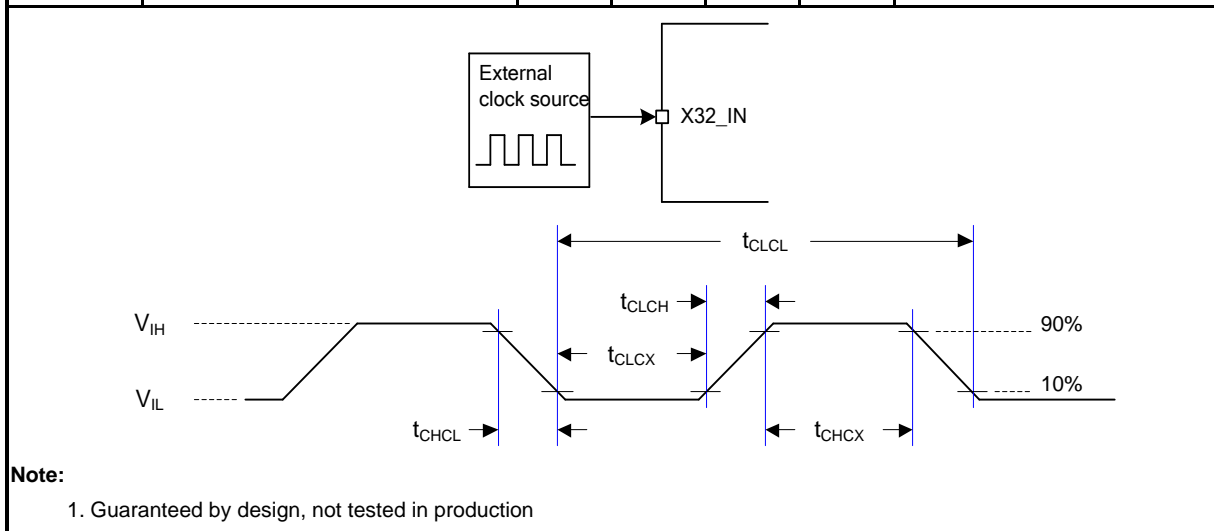 External
clock source
X32_IN
tCLCL
tCLCH
VIH
90%
tCLCX
VIL
10%
tCHCL
tCHCX
Note:
1. Guaranteed by design, not tested in production